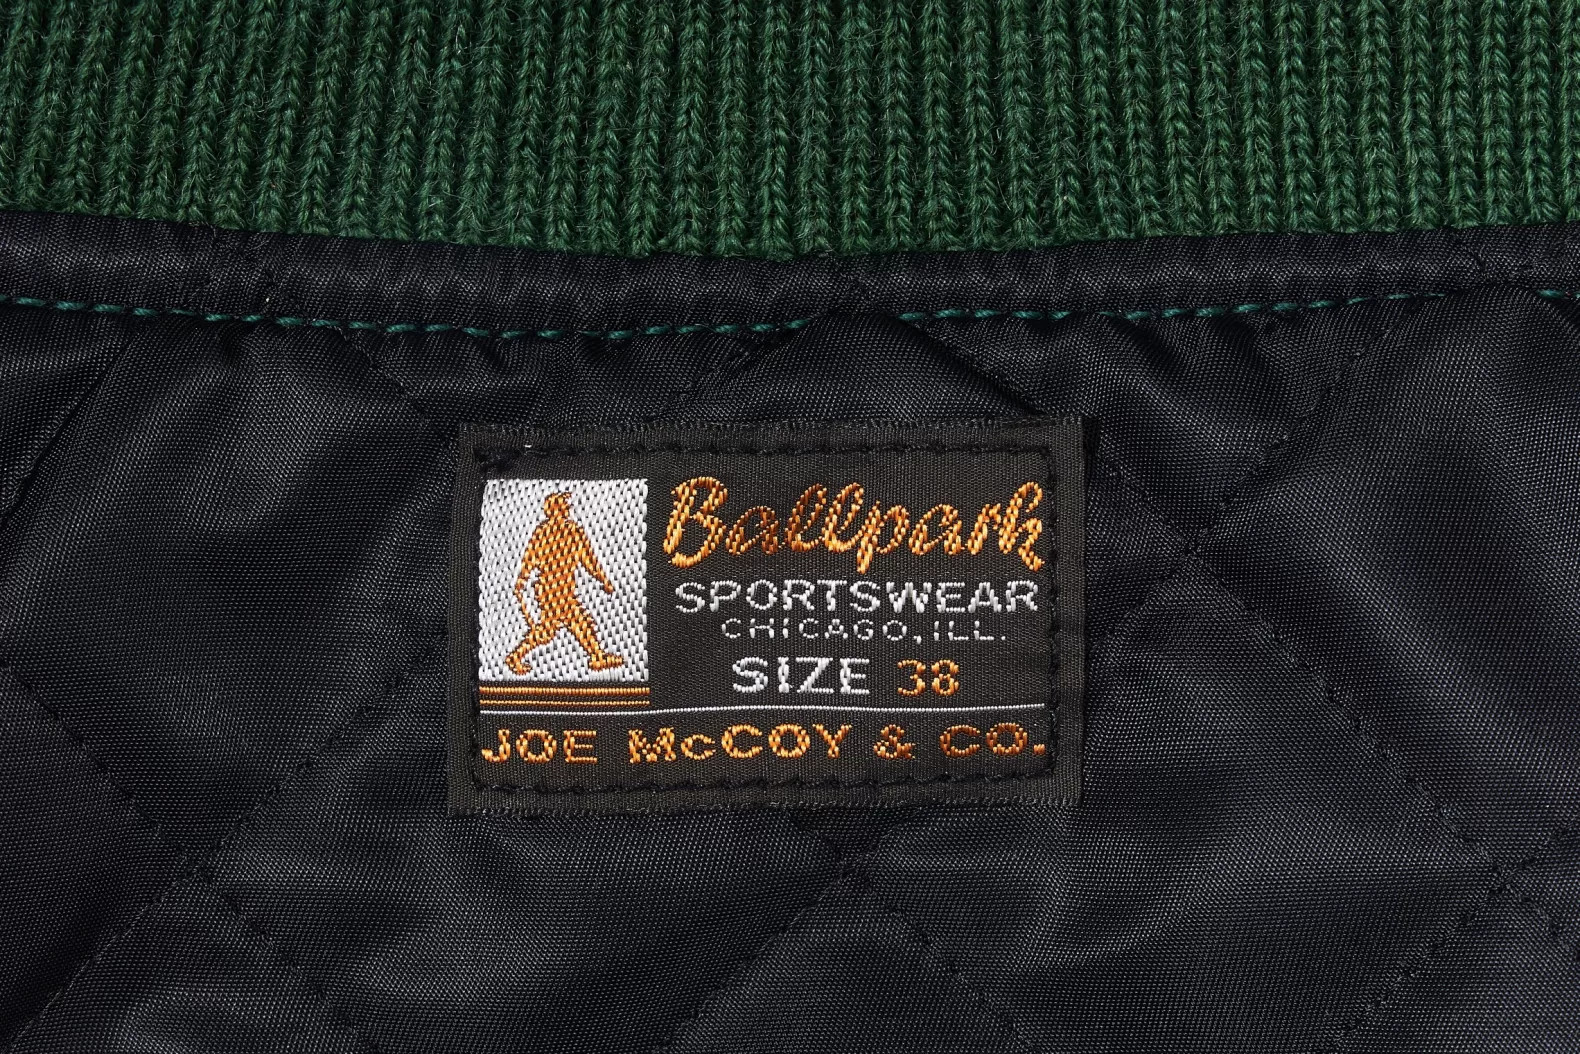 Ballpark
SPORTSWEAR
CHICAGO, ILL.
SIZE 38
JOE McCOY & CO.